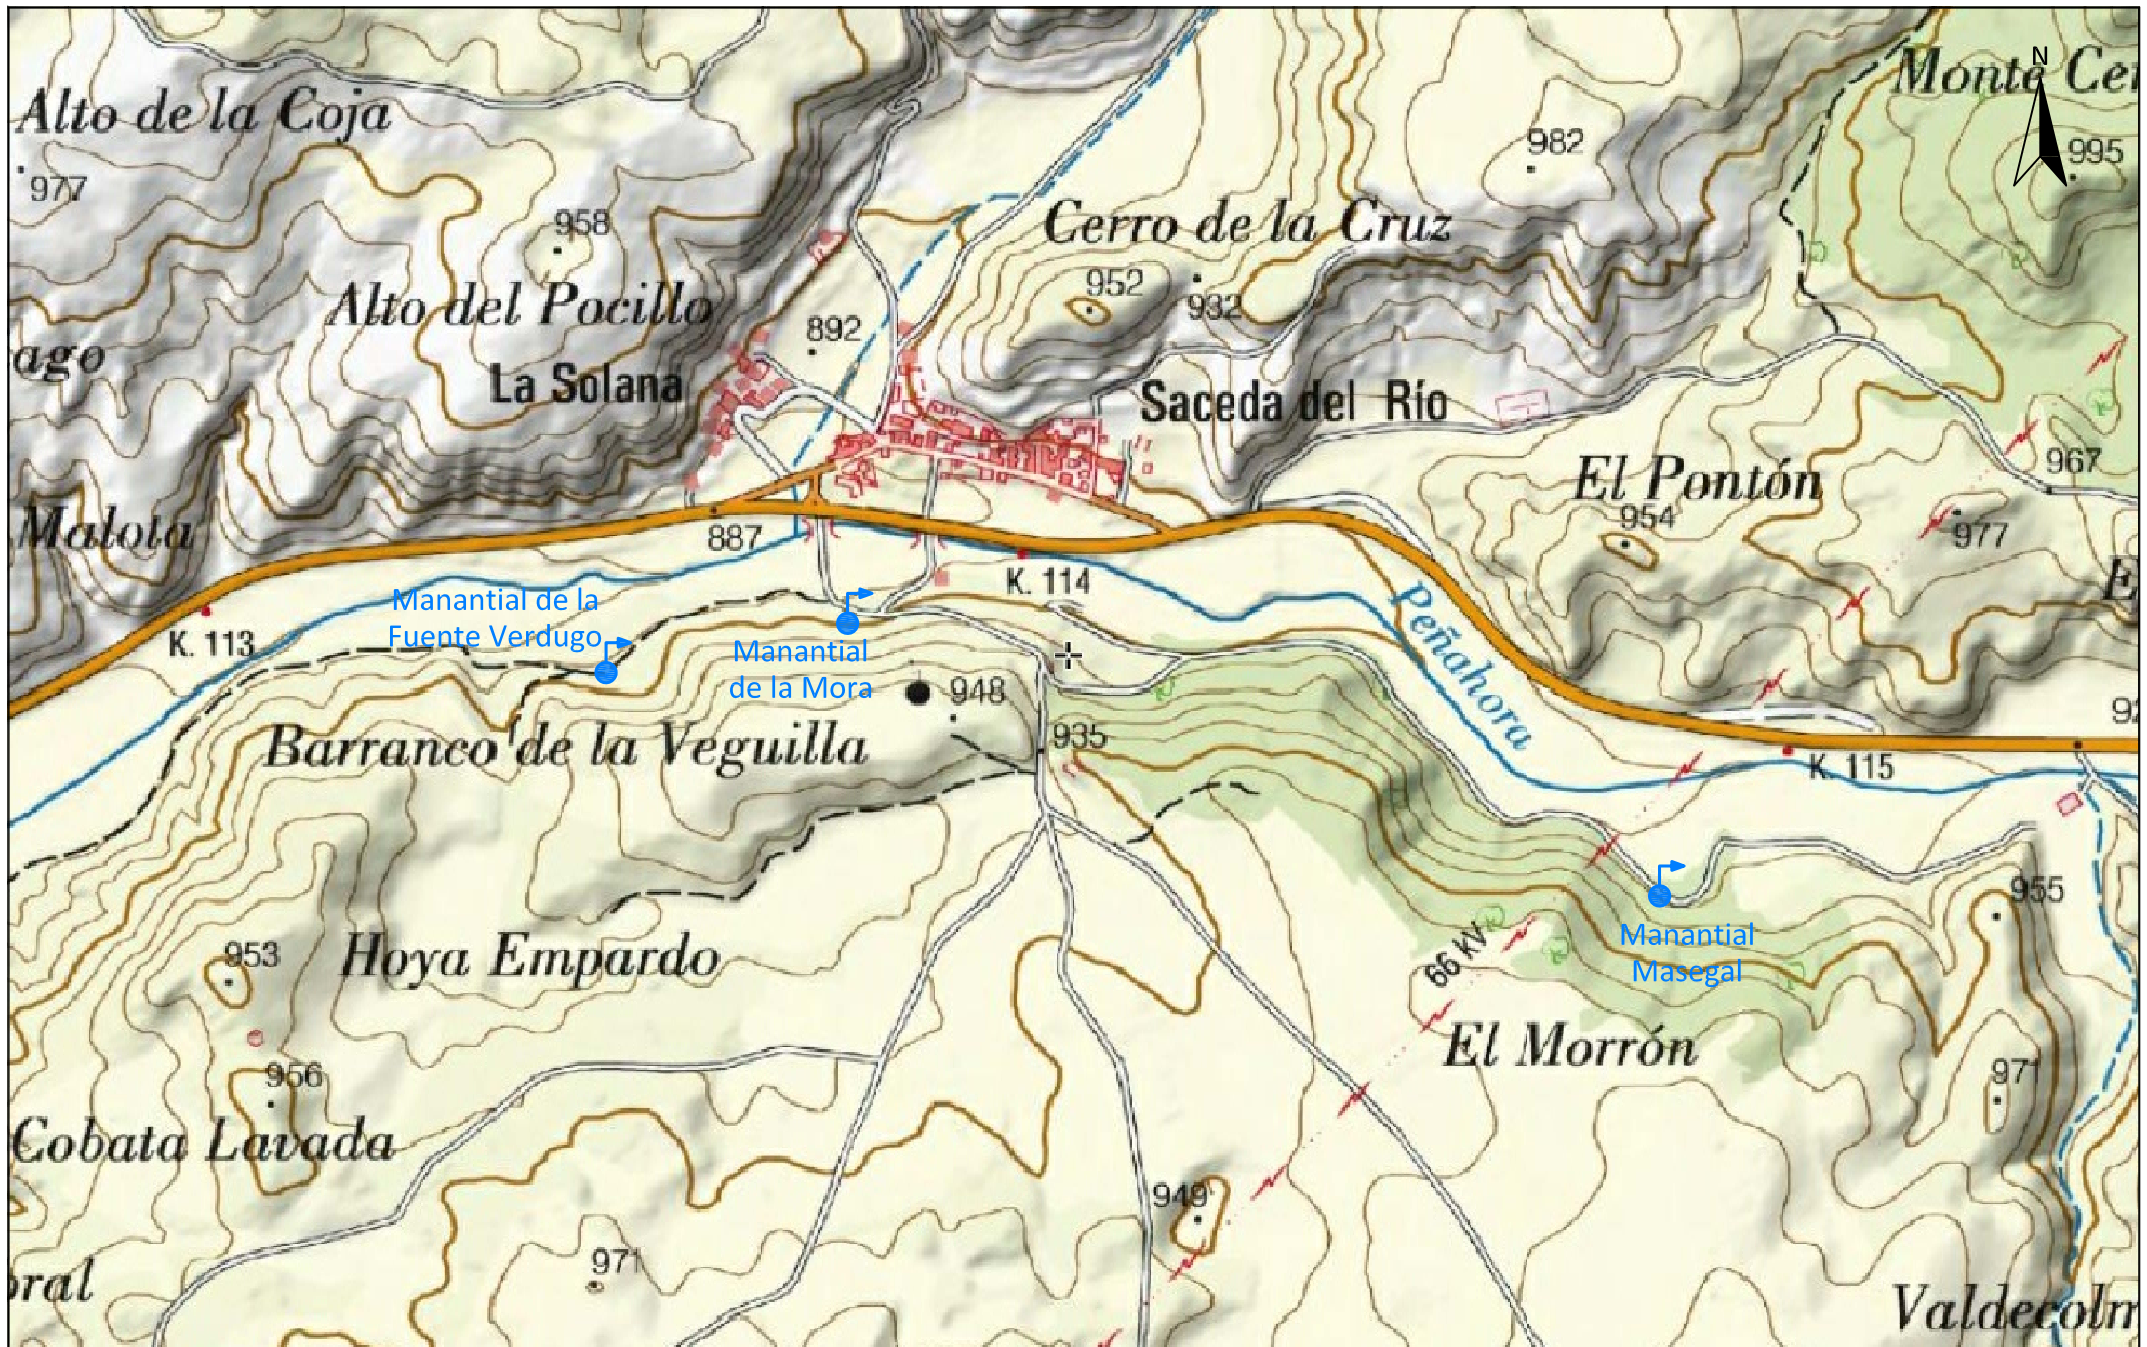 Alto de la Coja
977
958
Alto del Pocillo
La Solana
892
ago
Malota
887
Cerro de la Cruz
952
932
982
Monte Cer
N
995
Saceda del Río
El Pontón
954
967
977
E
92
K. 113
K. 114
K. 115
Peñahora
Manantial de la
Fuente Verdugo
Manantial
de la Mora
948
935
Barranco de la Veguilla
Hoya Empardo
953
956
Cobata Lavada
oral
971
949
66 kV
El Morrón
Manantial
Masegal
955
971
Valdecolm